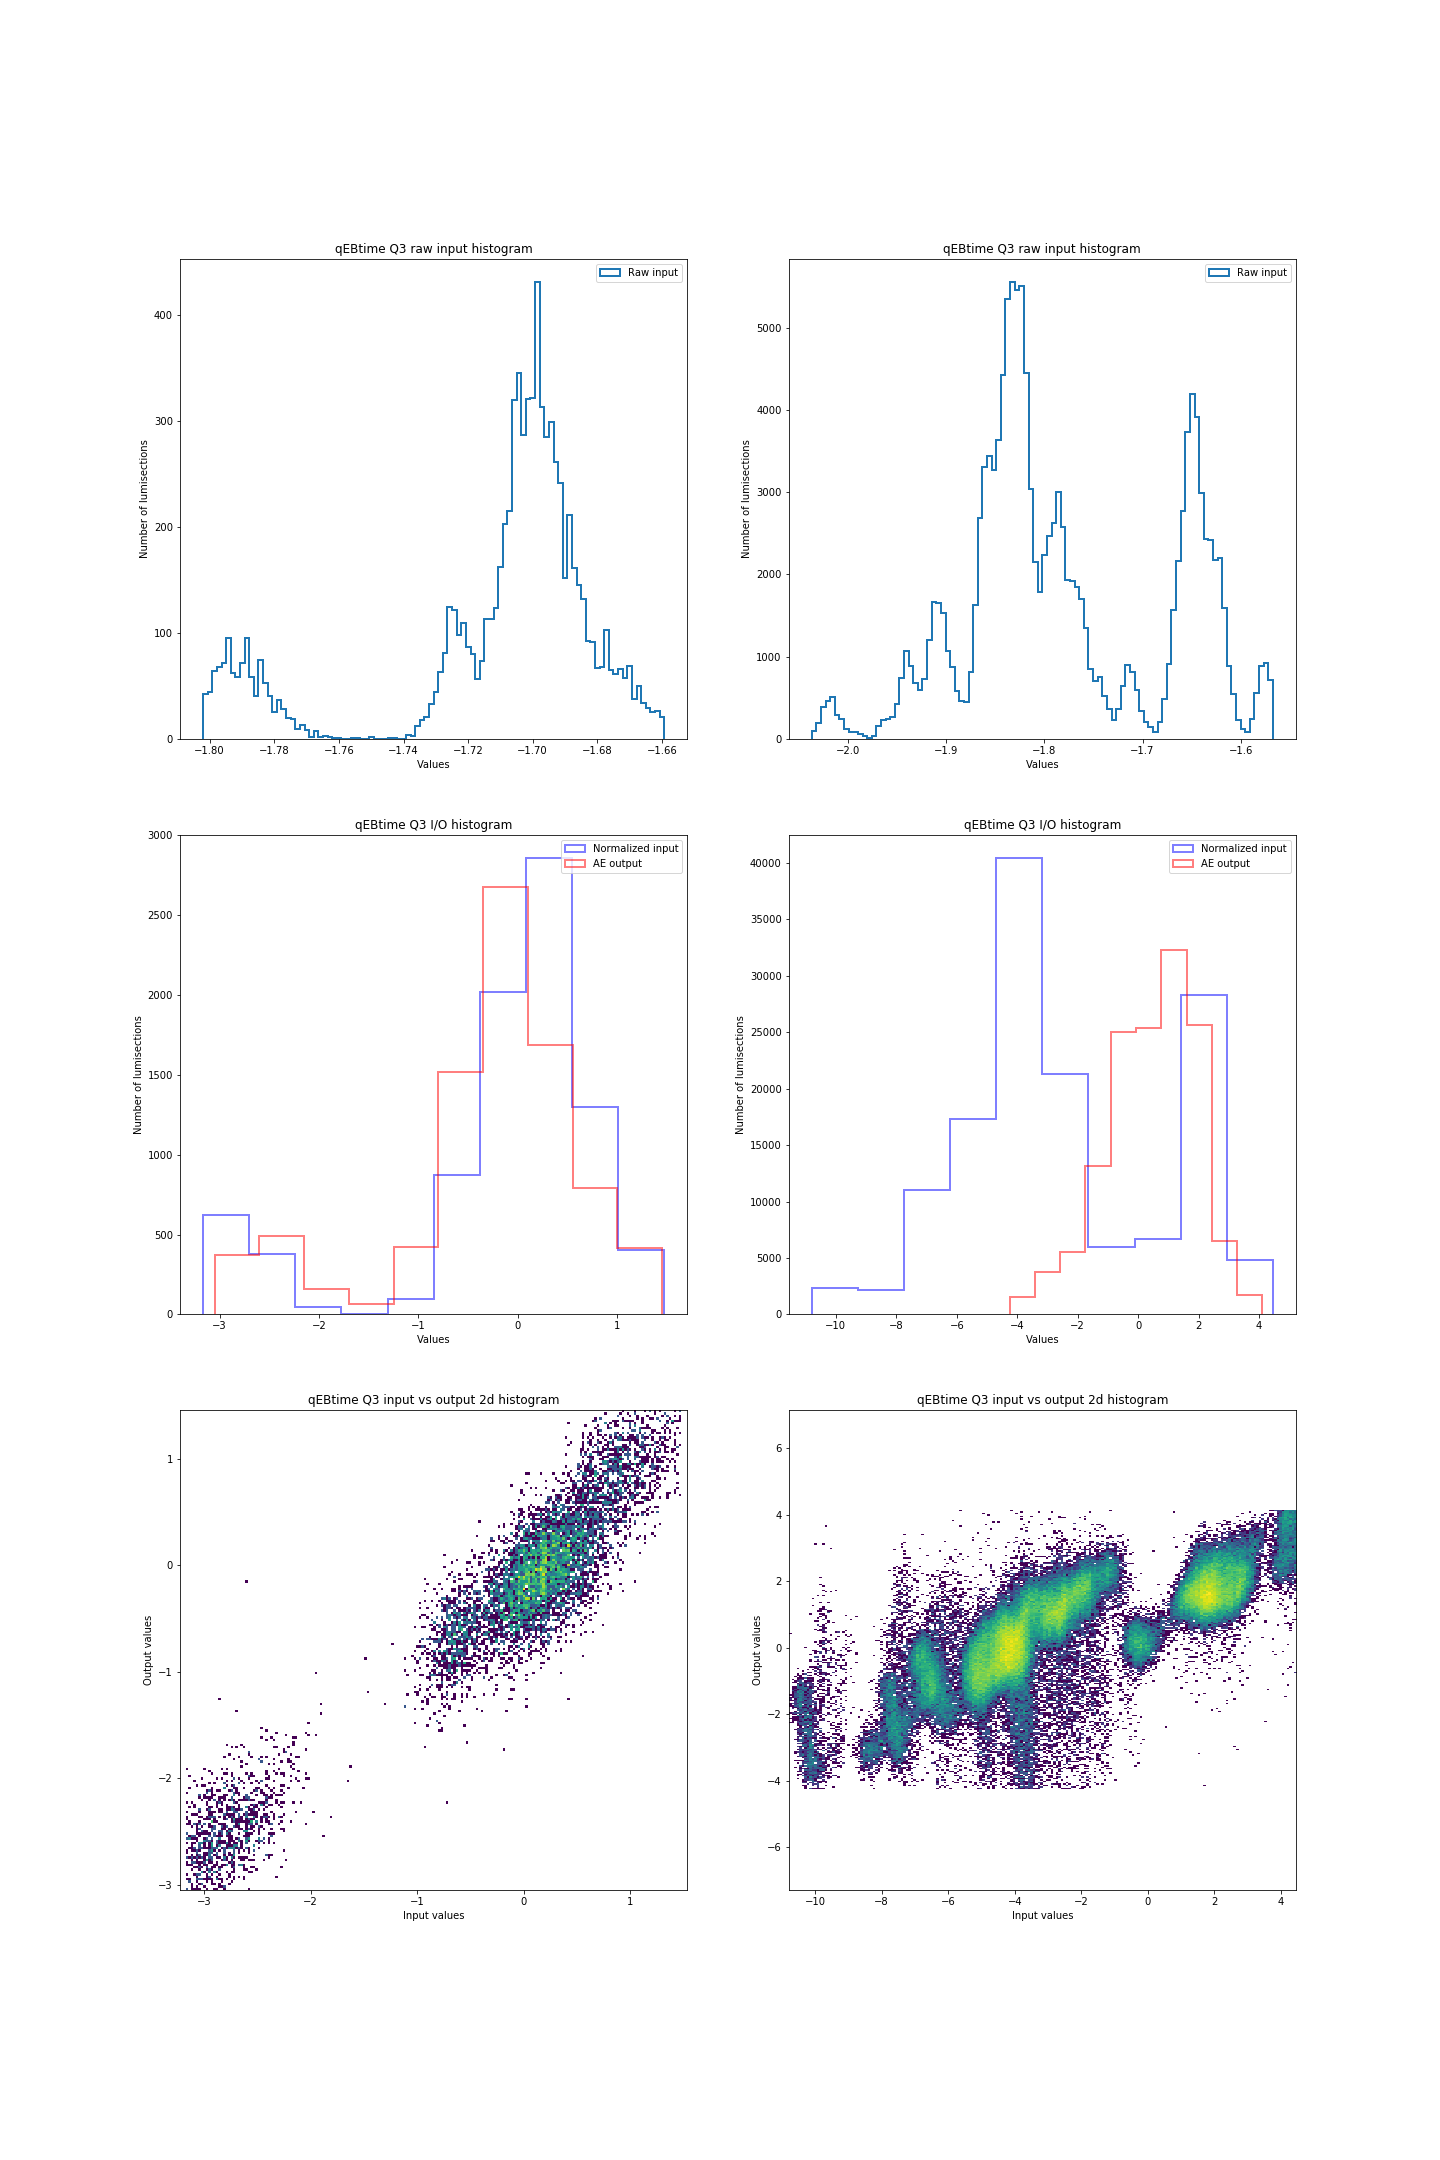 qEBtime Q3 raw input histogram
Raw input
Number of lumisections
400
300
200
100
0
−1.80 −1.78 −1.76 −1.74 −1.72 −1.70 −1.68 −1.66
Values
qEBtime Q3 raw input histogram
Raw input
Number of lumisections
5000
4000
3000
2000
1000
0
−2.0 −1.9 −1.8 −1.7 −1.6
Values
qEBtime Q3 I/O histogram
Normalized input
AE output
Number of lumisections
3000
2500
2000
1500
1000
500
0
−3 −2 −1 0 1
Values
qEBtime Q3 I/O histogram
Normalized input
AE output
Number of lumisections
40000
35000
30000
25000
20000
15000
10000
5000
0
−10 −8 −6 −4 −2 0 2 4
Values
qEBtime Q3 input vs output 2d histogram
Output values
1
0
−1
−2
−3
−3 −2 −1 0 1
Input values
qEBtime Q3 input vs output 2d histogram
Output values
6
4
2
0
−2
−4
−6
−10 −8 −6 −4 −2 0 2 4
Input values